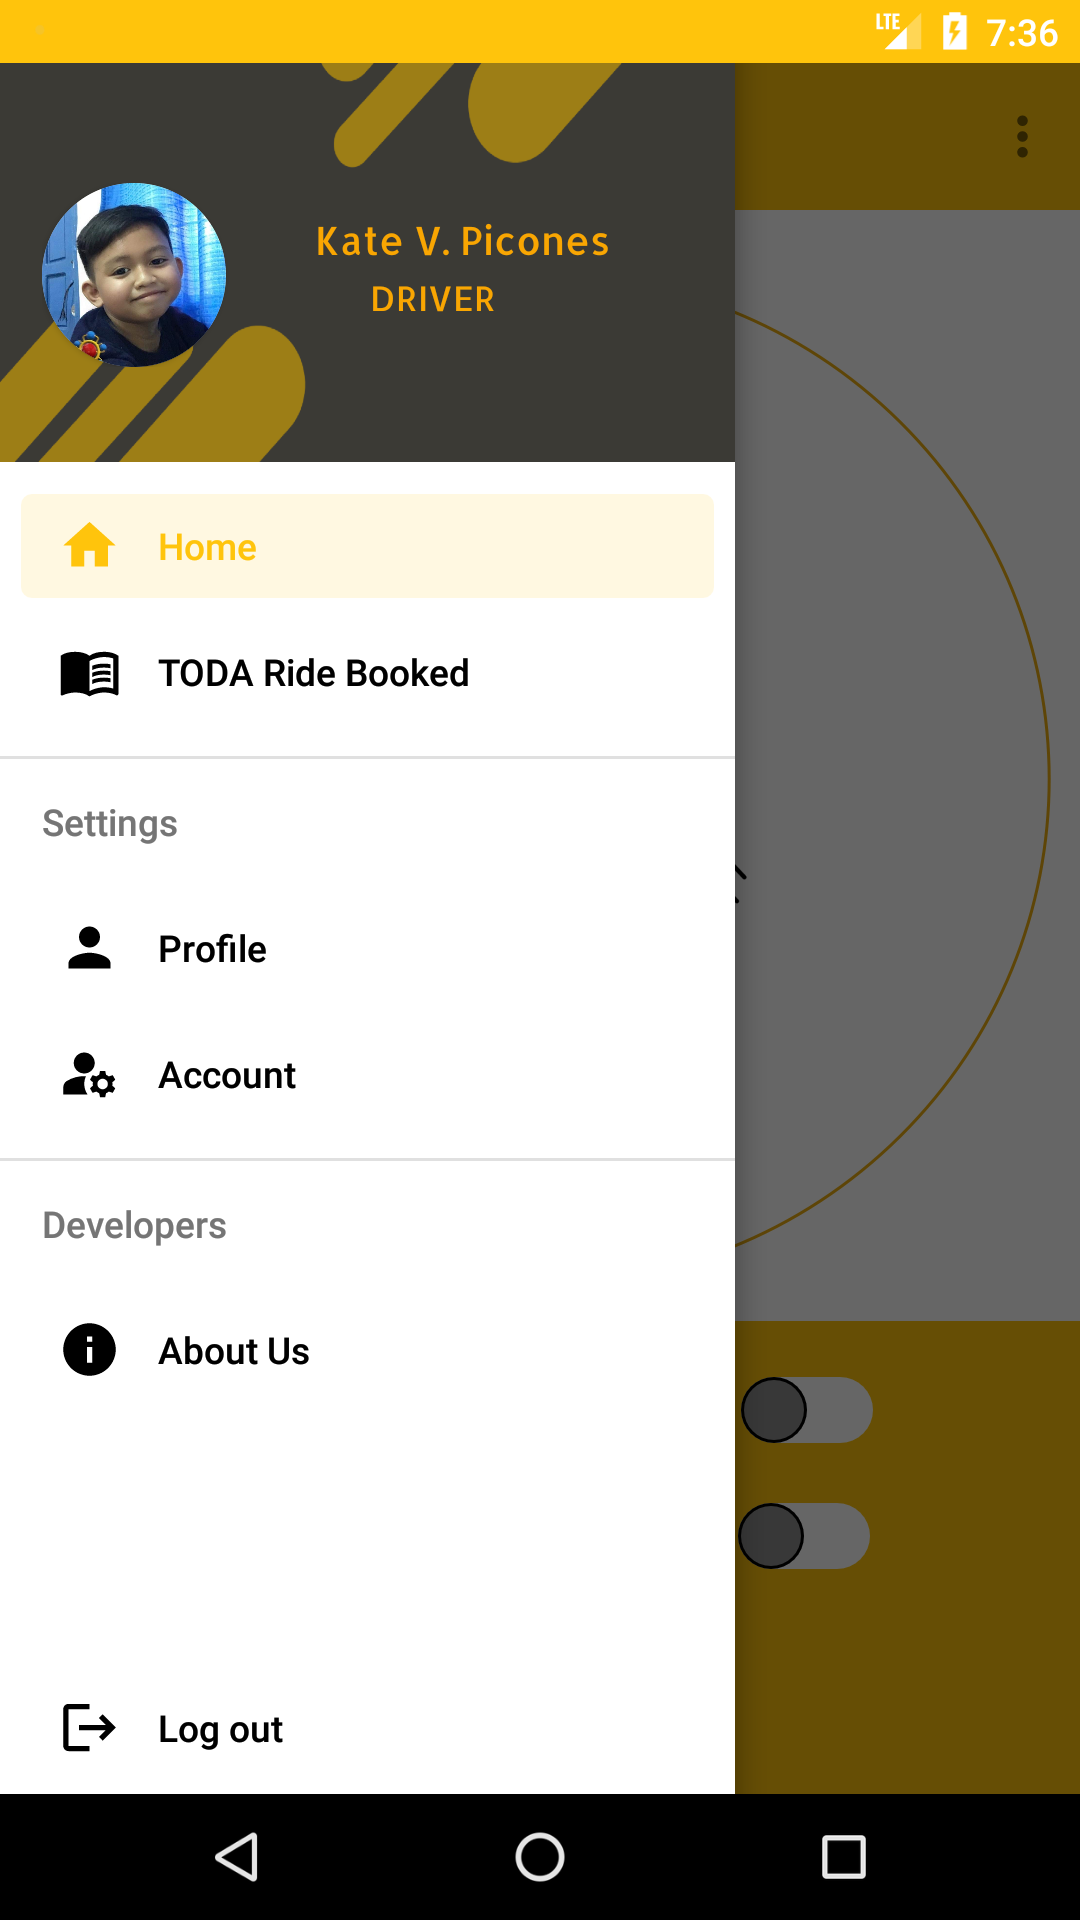 LTE 7:36
Kate V. Picones
DRIVER
Home
TODA Ride Booked
Settings
Profile
Account
Developers
About Us
Log out